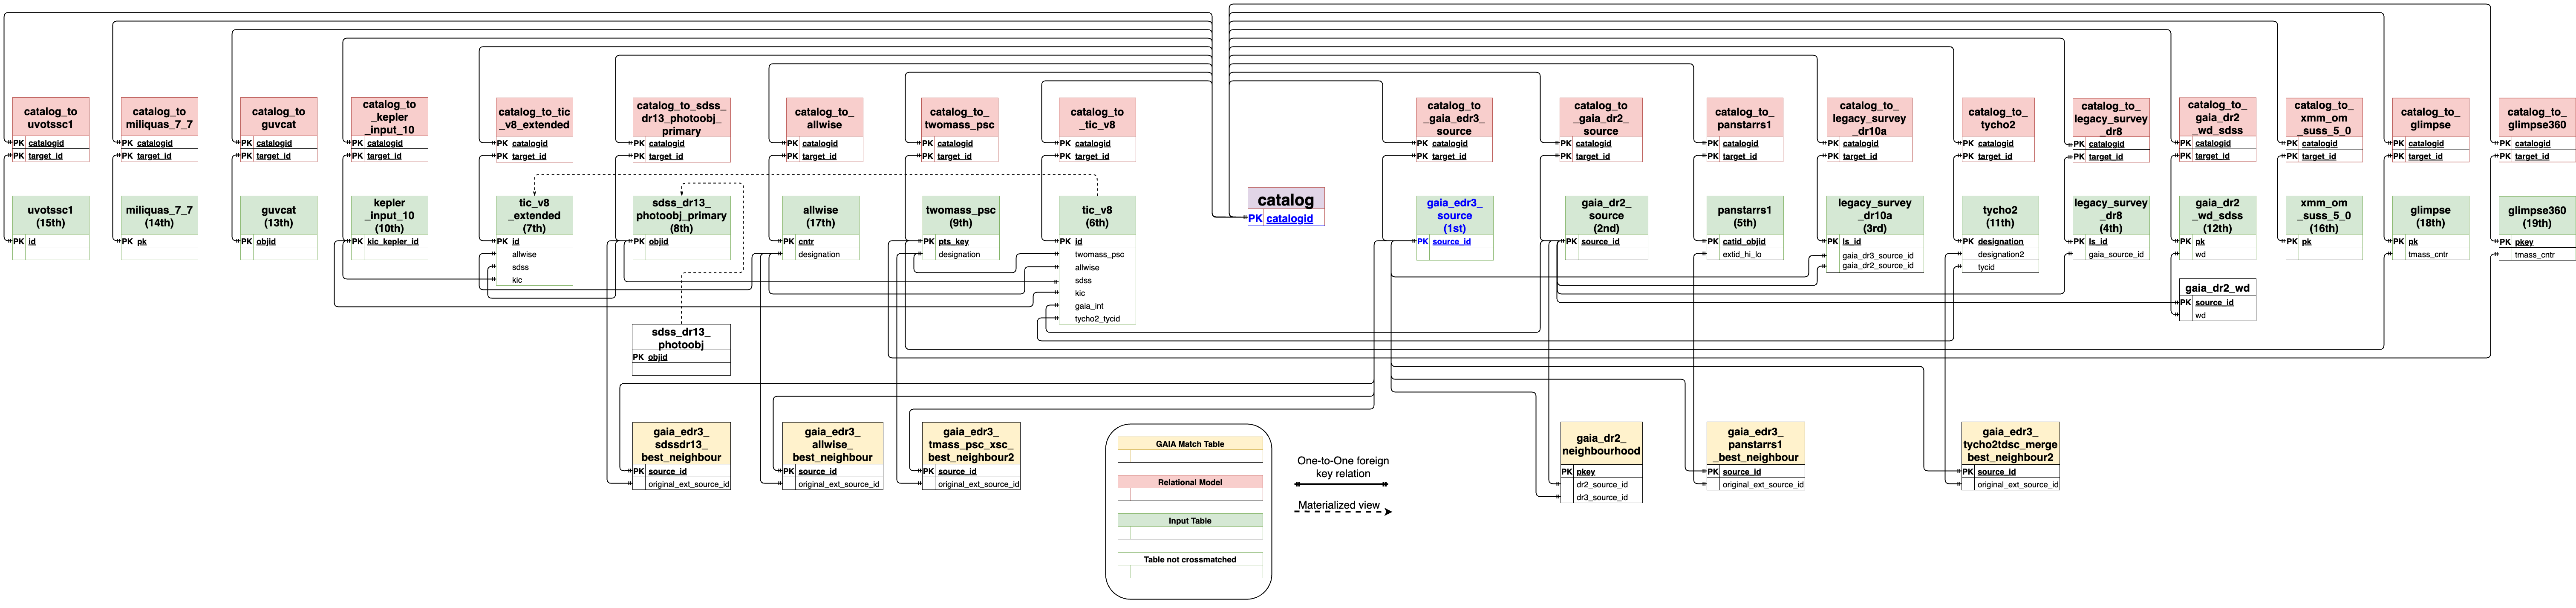 catalog_to
uvotssc1
PK catalogid
PK target_id
catalog_to
miliquas_7_7
PK catalogid
PK target_id
catalog_to
guvcat
PK catalogid
PK target_id
catalog_to
_kepler
_input_10
PK catalogid
PK target_id
catalog_to_tic
_v8_extended
PK catalogid
PK target_id
catalog_to_sdss_
dr13_photoobj_
primary
PK catalogid
PK target_id
catalog_to_
allwise
PK catalogid
PK target_id
catalog_to_
twomass_psc
PK catalogid
PK target_id
catalog_to
_tic_v8
PK catalogid
PK target_id
catalog_to
_gaia_edr3_
source
PK catalogid
PK target_id
catalog_to
_gaia_dr2_
source
PK catalogid
PK target_id
catalog_to_
panstarrs1
PK catalogid
PK target_id
catalog_to_
legacy_survey
_dr10a
PK catalogid
PK target_id
catalog_to_
tycho2
PK catalogid
PK target_id
catalog_to_
legacy_survey
_dr8
PK catalogid
PK target_id
catalog_to_
gaia_dr2
_wd_sdss
PK catalogid
PK target_id
catalog_to_
xmm_om
_suss_5_0
PK catalogid
PK target_id
catalog_to_
glimpse
PK catalogid
PK target_id
catalog_to_
glimpse360
PK catalogid
PK target_id
uvotssc1
(15th)
PK id
miliquas_7_7
(14th)
PK pk
guvcat
(13th)
PK objid
kepler
_input_10
(10th)
PK kic_kepler_id
tic_v8
_extended
(7th)
PK id
allwise
sdss
kic
sdss_dr13_
photoobj_primary
(8th)
PK objid
allwise
(17th)
PK cntr
designation
twomass_psc
(9th)
PK pts_key
designation
tic_v8
(6th)
PK id
twomass_psc
allwise
sdss
kic
gaia_int
tycho2_tycid
catalog
PK catalogid
gaia_edr3_
source
(1st)
PK source_id
gaia_dr2_
source
(2nd)
PK source_id
panstarrs1
(5th)
PK catid_objid
extid_hi_lo
legacy_survey
_dr10a
(3rd)
PK ls_id
gaia_dr3_source_id
gaia_dr2_source_id
tycho2
(11th)
PK designation
designation2
tycid
legacy_survey
_dr8
(4th)
PK ls_id
gaia_source_id
gaia_dr2
_wd_sdss
(12th)
PK pk
wd
xmm_om
_suss_5_0
(16th)
PK pk
glimpse
(18th)
PK pk
tmass_cntr
glimpse360
(19th)
PK pkey
tmass_cntr
gaia_dr2_wd
PK source_id
wd
sdss_dr13_
photoobj
PK objid
gaia_edr3_
sdssdr13_
best_neighbour
PK source_id
original_ext_source_id
gaia_edr3_
allwise_
best_neighbour
PK source_id
original_ext_source_id
gaia_edr3_
tmass_psc_xsc_
best_neighbour2
PK source_id
original_ext_source_id
GAIA Match Table
Relational Model
Input Table
Table not crossmatched
One-to-One foreign
key relation
Materialized view
gaia_dr2_
neighbourhood
PK pkey
dr2_source_id
dr3_source_id
gaia_edr3_
panstarrs1
_best_neighbour
PK source_id
original_ext_source_id
gaia_edr3_
tycho2tdsc_merge
best_neighbour2
PK source_id
original_ext_source_id